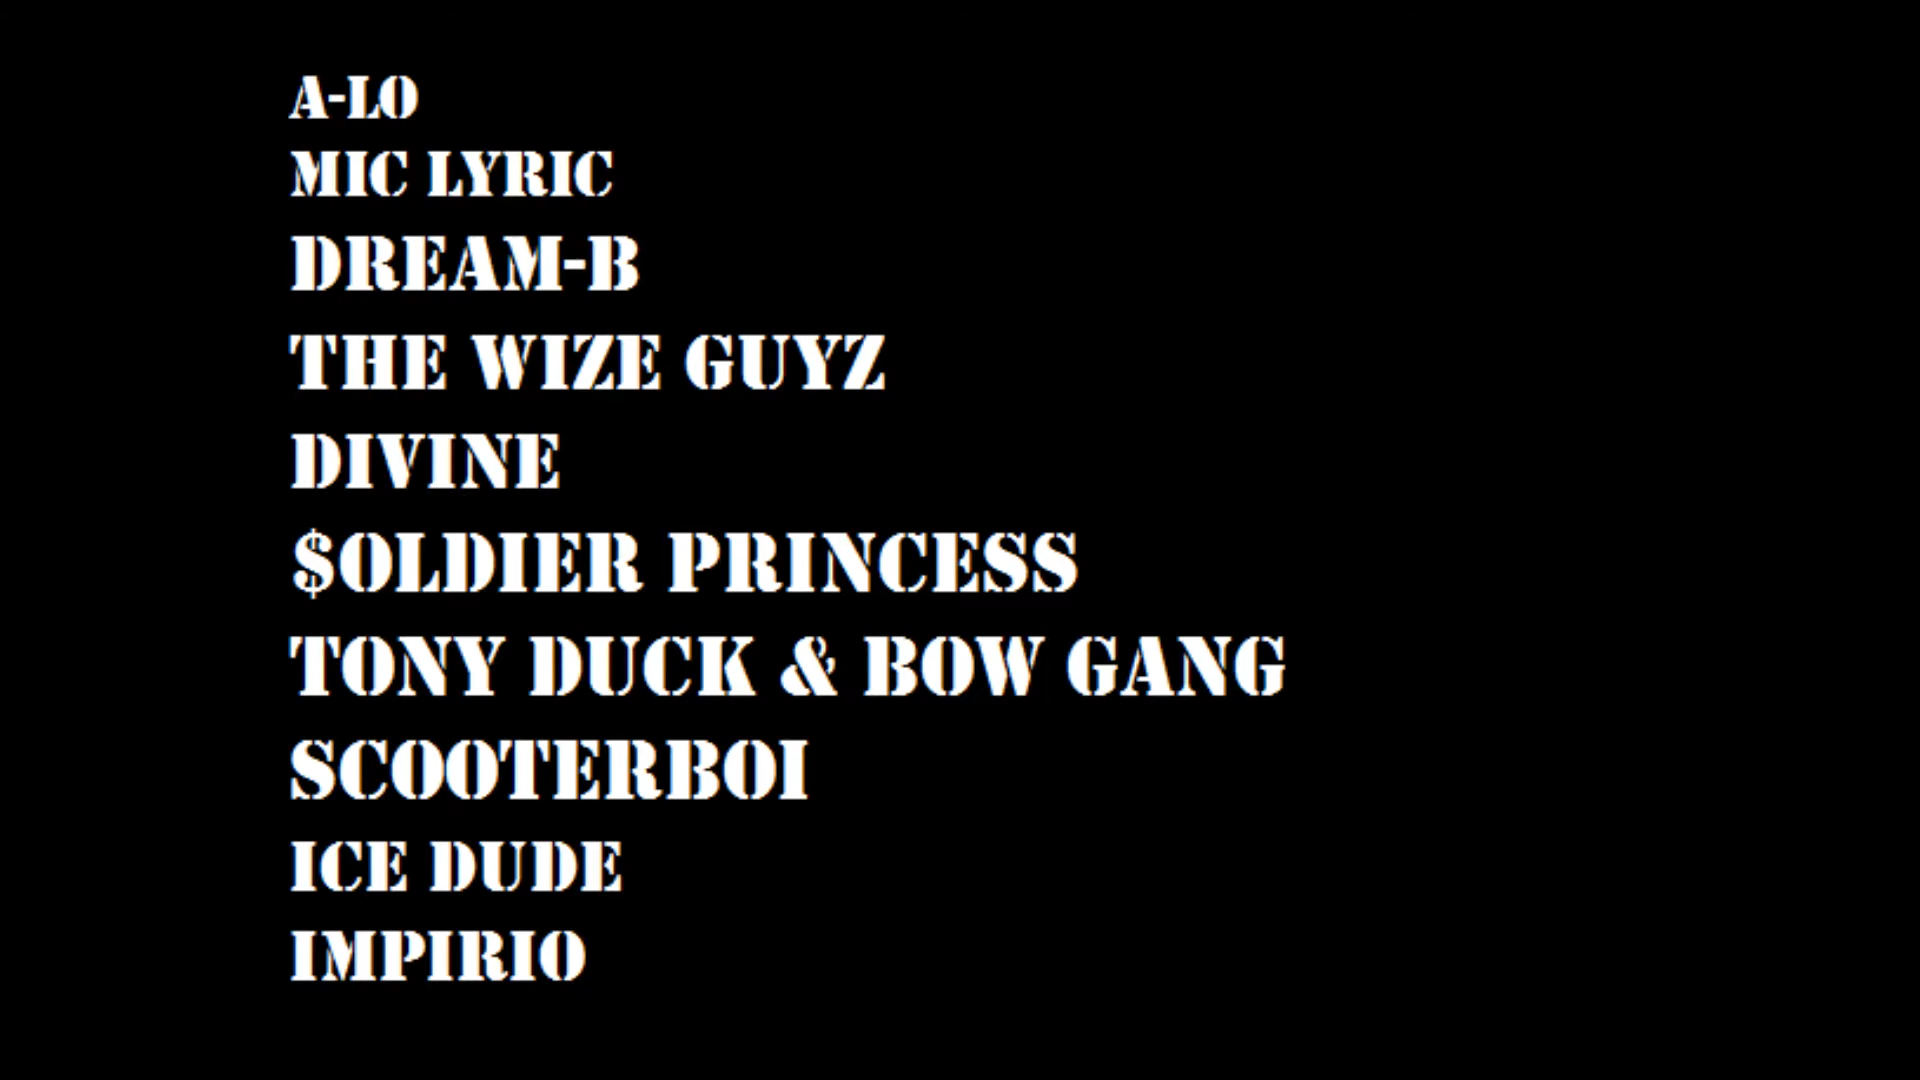 A-LO
MIC LYRIC
DREAM-B
THE WIZE GUYZ
DIVINE
$OLDIER PRINCESS
TONY DUCK & BOW GANG
SCOOTERBOI
ICE DUDE
IMPIRIO